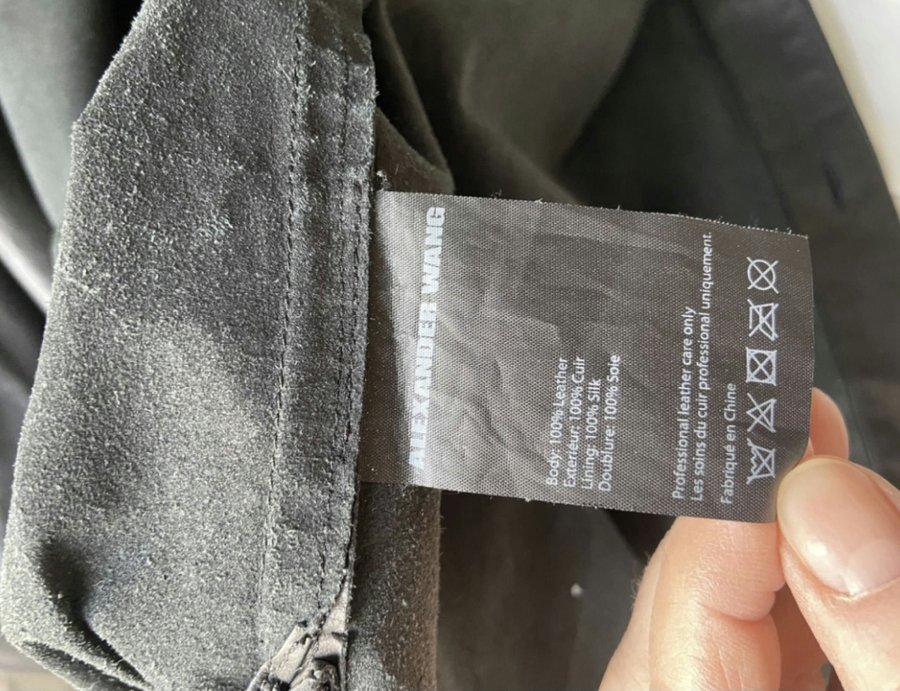 ALEXANDER WANG
Body: 100% Leather
Exterieur: 100% Cuir
Lining: 100% Silk
Doublure: 100% Soie
Professional leather care only
Les soins du cuir professional uniquement.
Fabriqué en Chine